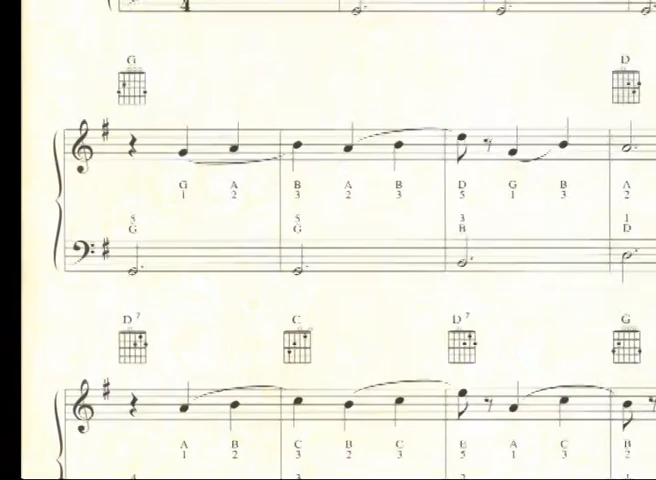 4
G D
G A B A B D G B A
1 2 3 2 3 5 1 3 2
5 5 3 1
G G B D
D7 C D7 G
A B C B C E A C B
1 2 3 2 3 5 1 3 2